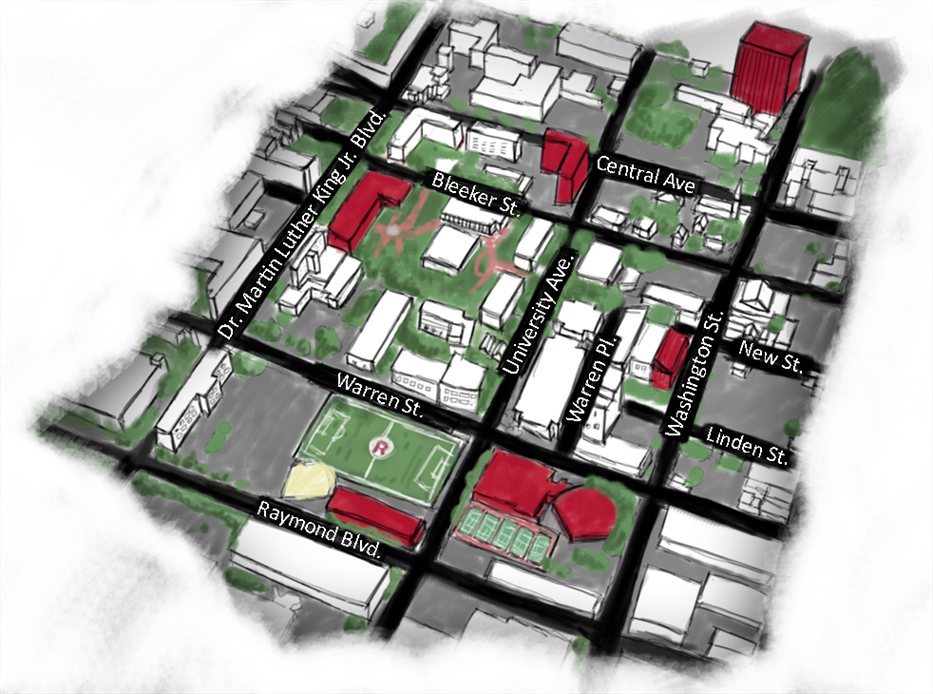 Dr. Martin Luther King Jr. Blvd.
Bleeker St.
Central Ave
University Ave.
Warren Pl.
Washington St.
New St.
Linden St.
Warren St.
R
Raymond Blvd.